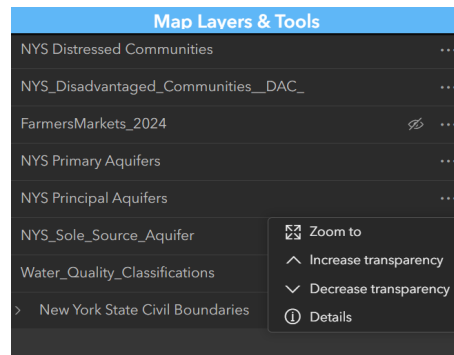 Map Layers & Tools
NYS Distressed Communities
NYS_Disadvantaged_Communities__DAC_
FarmersMarkets_2024
NYS Primary Aquifers
NYS Principal Aquifers
NYS_Sole_Source_Aquifer
Water_Quality_Classifications
New York State Civil Boundaries
Zoom to
Increase transparency
Decrease transparency
Details